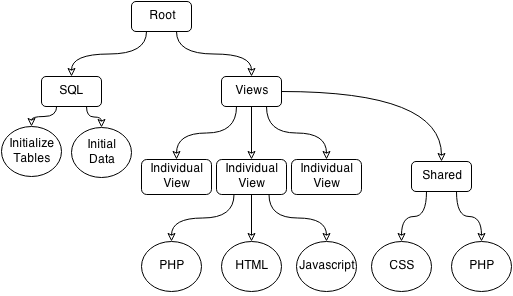 Root
SQL
Views
Initialize
Tables
Initial
Data
Individual
View
Individual
View
Individual
View
Shared
PHP
HTML
Javascript
CSS
PHP